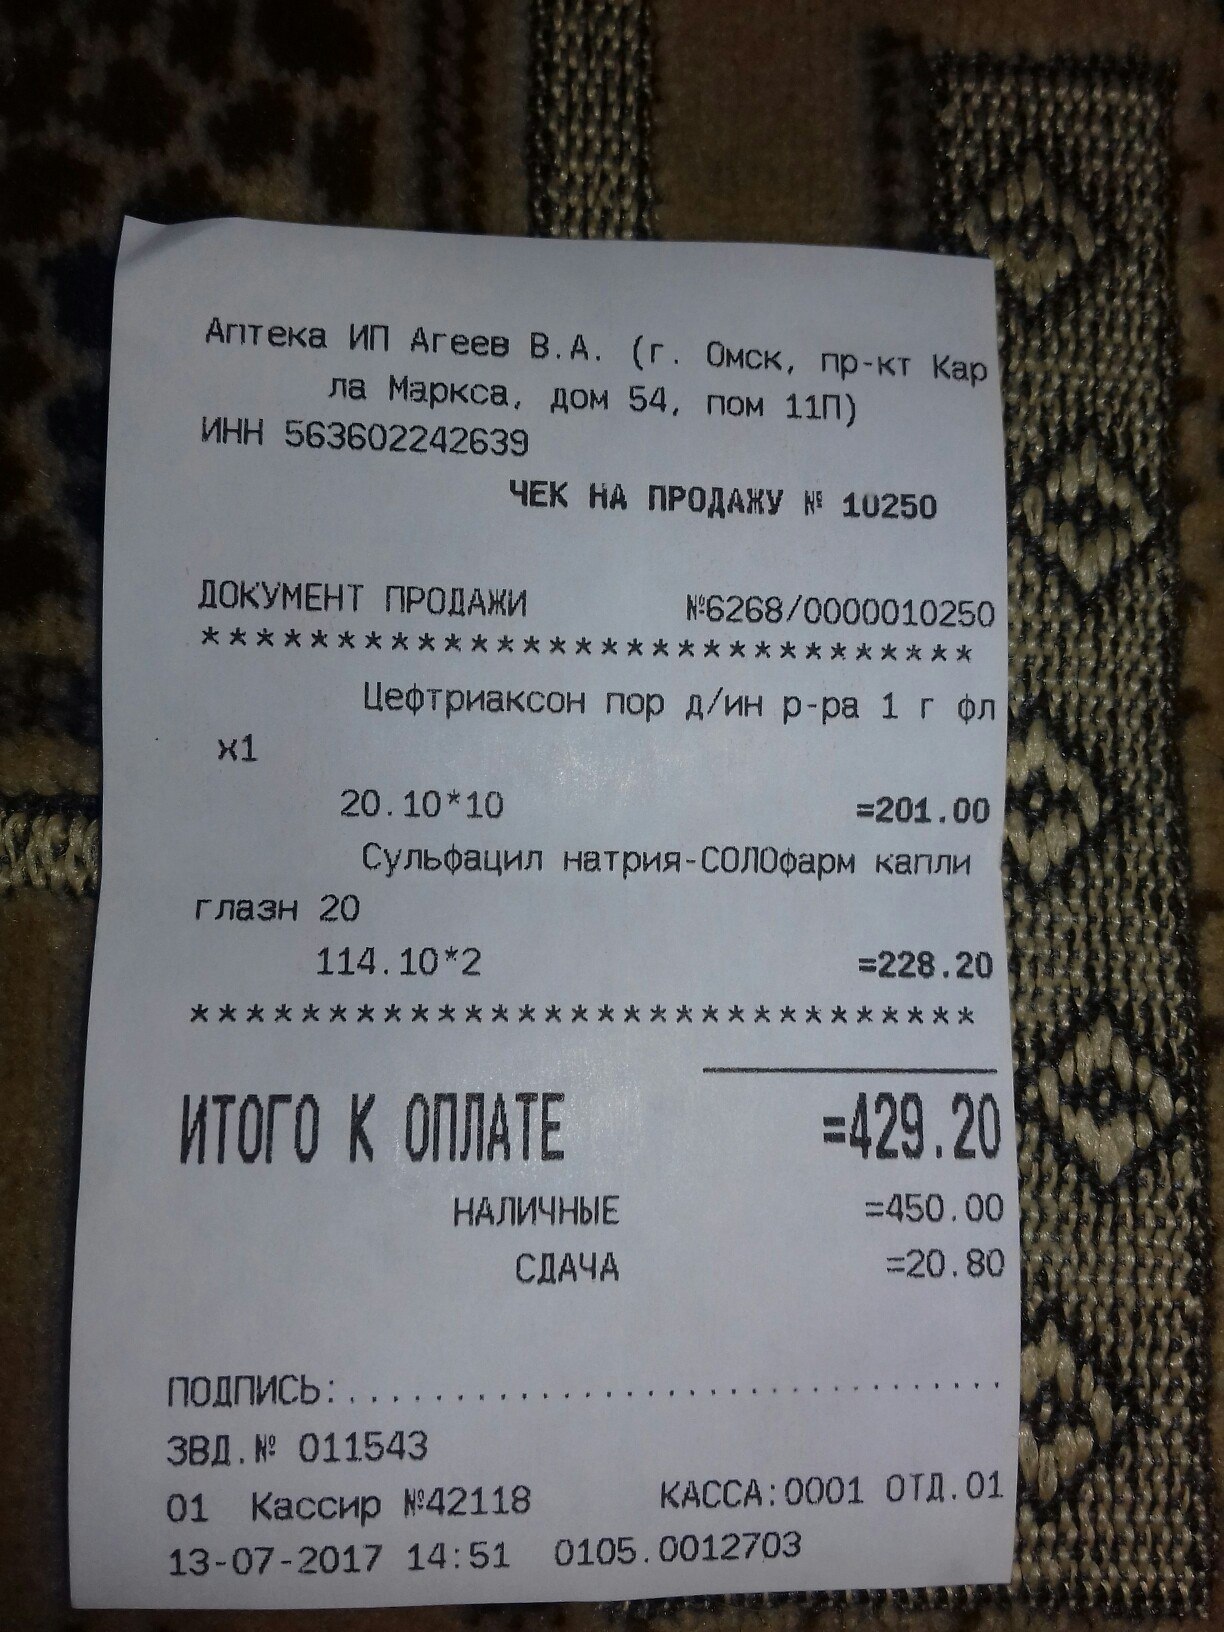 Аптека ИП Агеев В.А. (г. Омск, пр-кт Кар
ла Маркса, дом 54, пом 11П)
ИНН 563602242639
ЧЕК НА ПРОДАЖУ № 10250
ДОКУМЕНТ ПРОДАЖИ №6268/0000010250
******************************
Цефтриаксон пор д/ин р-ра 1 г фл
х1
20.10*10 =201.00
Сульфацил натрия-СОЛОфарм капли
глазн 20
114.10*2 =228.20
*****************************
ИТОГО К ОПЛАТЕ =429.20
НАЛИЧНЫЕ =450.00
СДАЧА =20.80
ПОДПИСЬ:..............................
ЗВД.№ 011543
01 Кассир №42118 КАССА:0001 ОТД.01
13-07-2017 14:51 0105.0012703